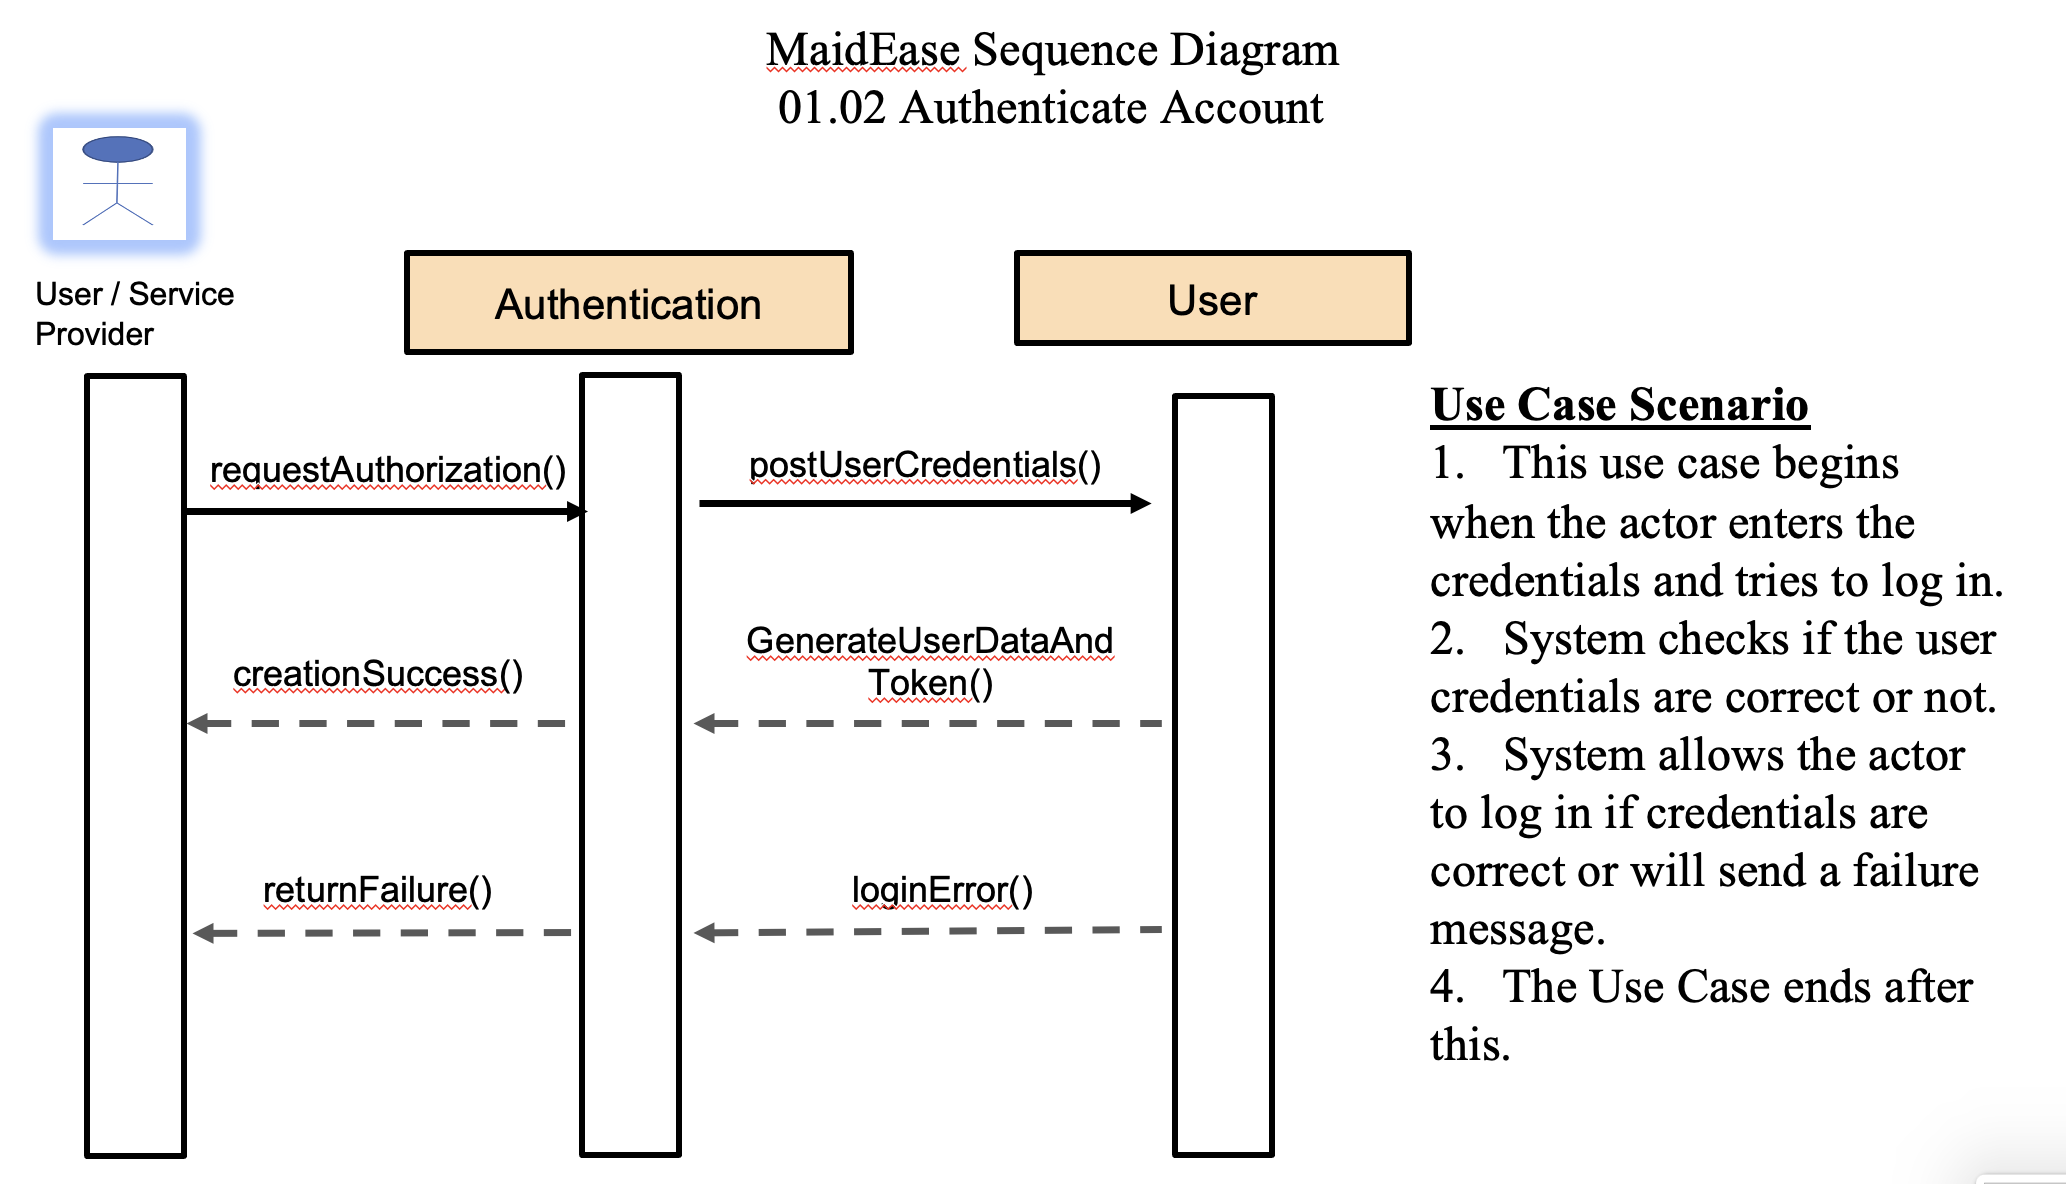 MaidEase Sequence Diagram
01.02 Authenticate Account
User / Service
Provider
Authentication
User
requestAuthorization()
postUserCredentials()
creationSuccess()
GenerateUserDataAnd
Token()
returnFailure()
loginError()
Use Case Scenario
1. This use case begins
when the actor enters the
credentials and tries to log in.
2. System checks if the user
credentials are correct or not.
3. System allows the actor
to log in if credentials are
correct or will send a failure
message.
4. The Use Case ends after
this.